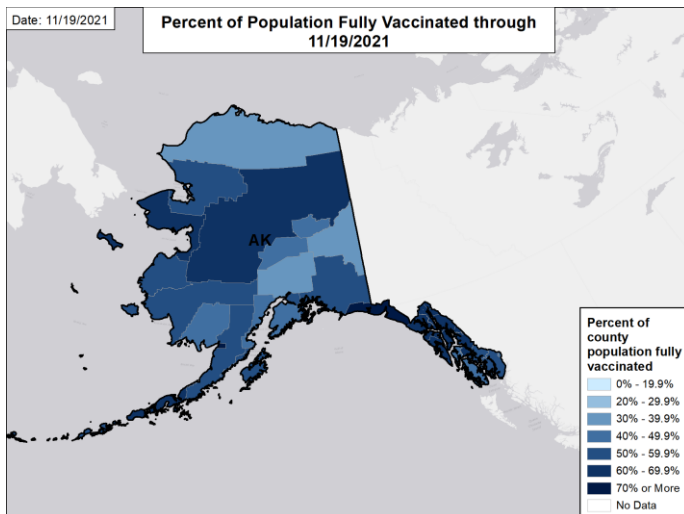 Date: 11/19/2021
Percent of Population Fully Vaccinated through
11/19/2021
AK
Percent of
county
population fully
vaccinated
0% - 19.9%
20% - 29.9%
30% - 39.9%
40% - 49.9%
50% - 59.9%
60% - 69.9%
70% or More
No Data